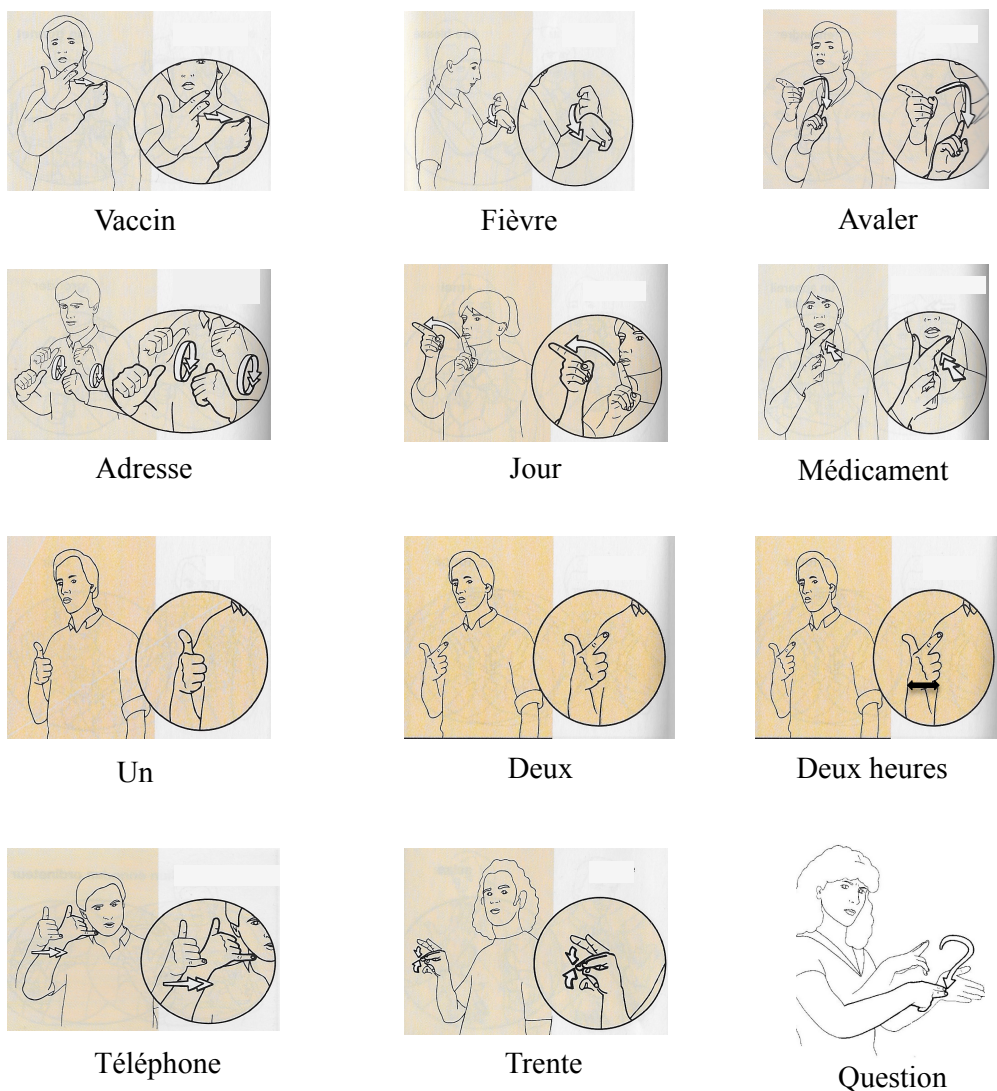 Vaccin
Fièvre
Avaler
Adresse
Jour
Médicament
Un
Deux
Deux heures
Téléphone
Trente
Question